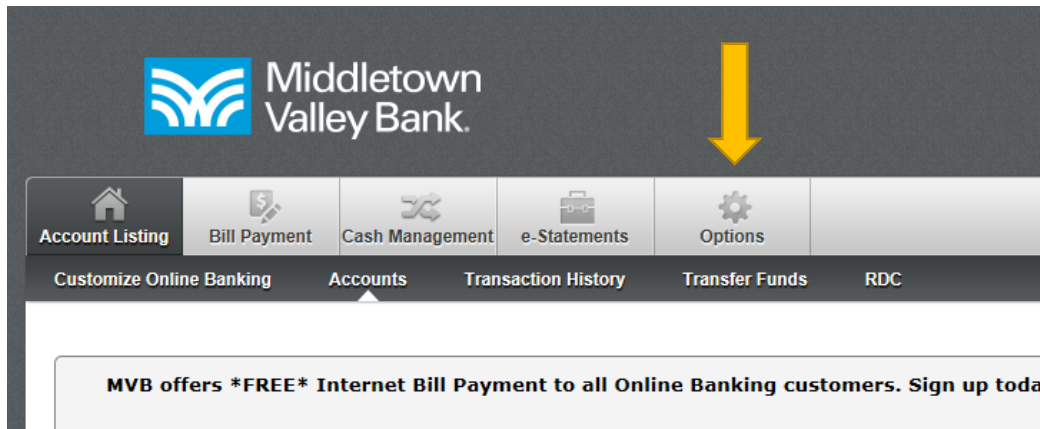 Middletown
Valley Bank.
Account Listing Bill Payment Cash Management e-Statements Options
Customize Online Banking Accounts Transaction History Transfer Funds RDC
MVB offers *FREE* Internet Bill Payment to all Online Banking customers. Sign up toda